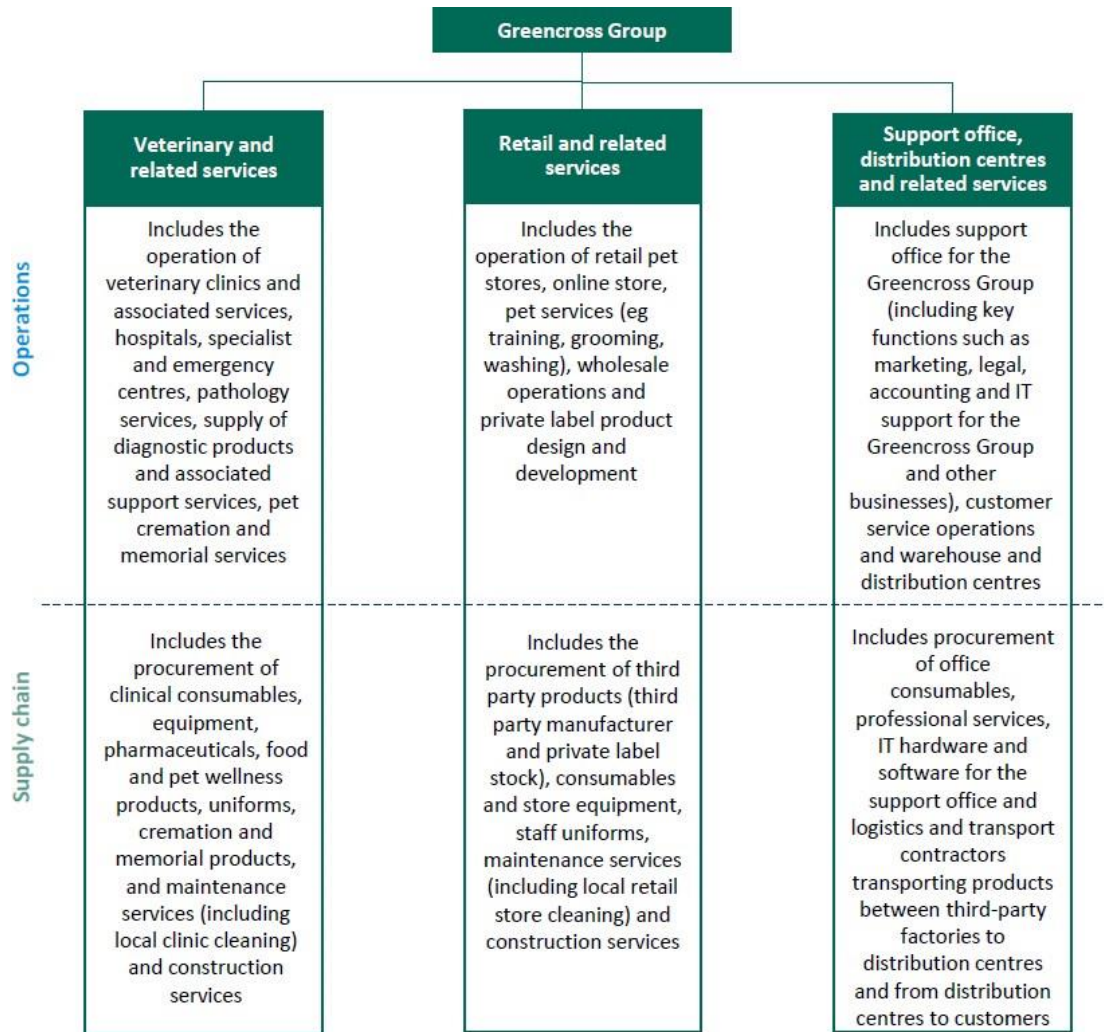 Greencross Group
Veterinary and
related services
Retail and related
services
Support office,
distribution centres
and related services
Operations
Includes the
operation of
veterinary clinics and
associated services,
hospitals, specialist
and emergency
centres, pathology
services, supply of
diagnostic products
and associated
support services, pet
cremation and
memorial services
Includes the
operation of retail pet
stores, online store,
pet services (eg
training, grooming,
washing), wholesale
operations and
private label product
design and
development
Includes support
office for the
Greencross Group
(including key
functions such as
marketing, legal,
accounting and IT
support for the
Greencross Group
and other
businesses), customer
service operations
and warehouse and
distribution centres
Supply chain
Includes the
procurement of
clinical consumables,
equipment,
pharmaceuticals, food
and pet wellness
products, uniforms,
cremation and
memorial products,
and maintenance
services (including
local clinic cleaning)
and construction
services
Includes the
procurement of third
party products (third
party manufacturer
and private label
stock), consumables
and store equipment,
staff uniforms,
maintenance services
(including local retail
store cleaning) and
construction services
Includes procurement
of office
consumables,
professional services,
IT hardware and
software for the
support office and
logistics and transport
contractors
transporting products
between third-party
factories to
distribution centres
and from distribution
centres to customers